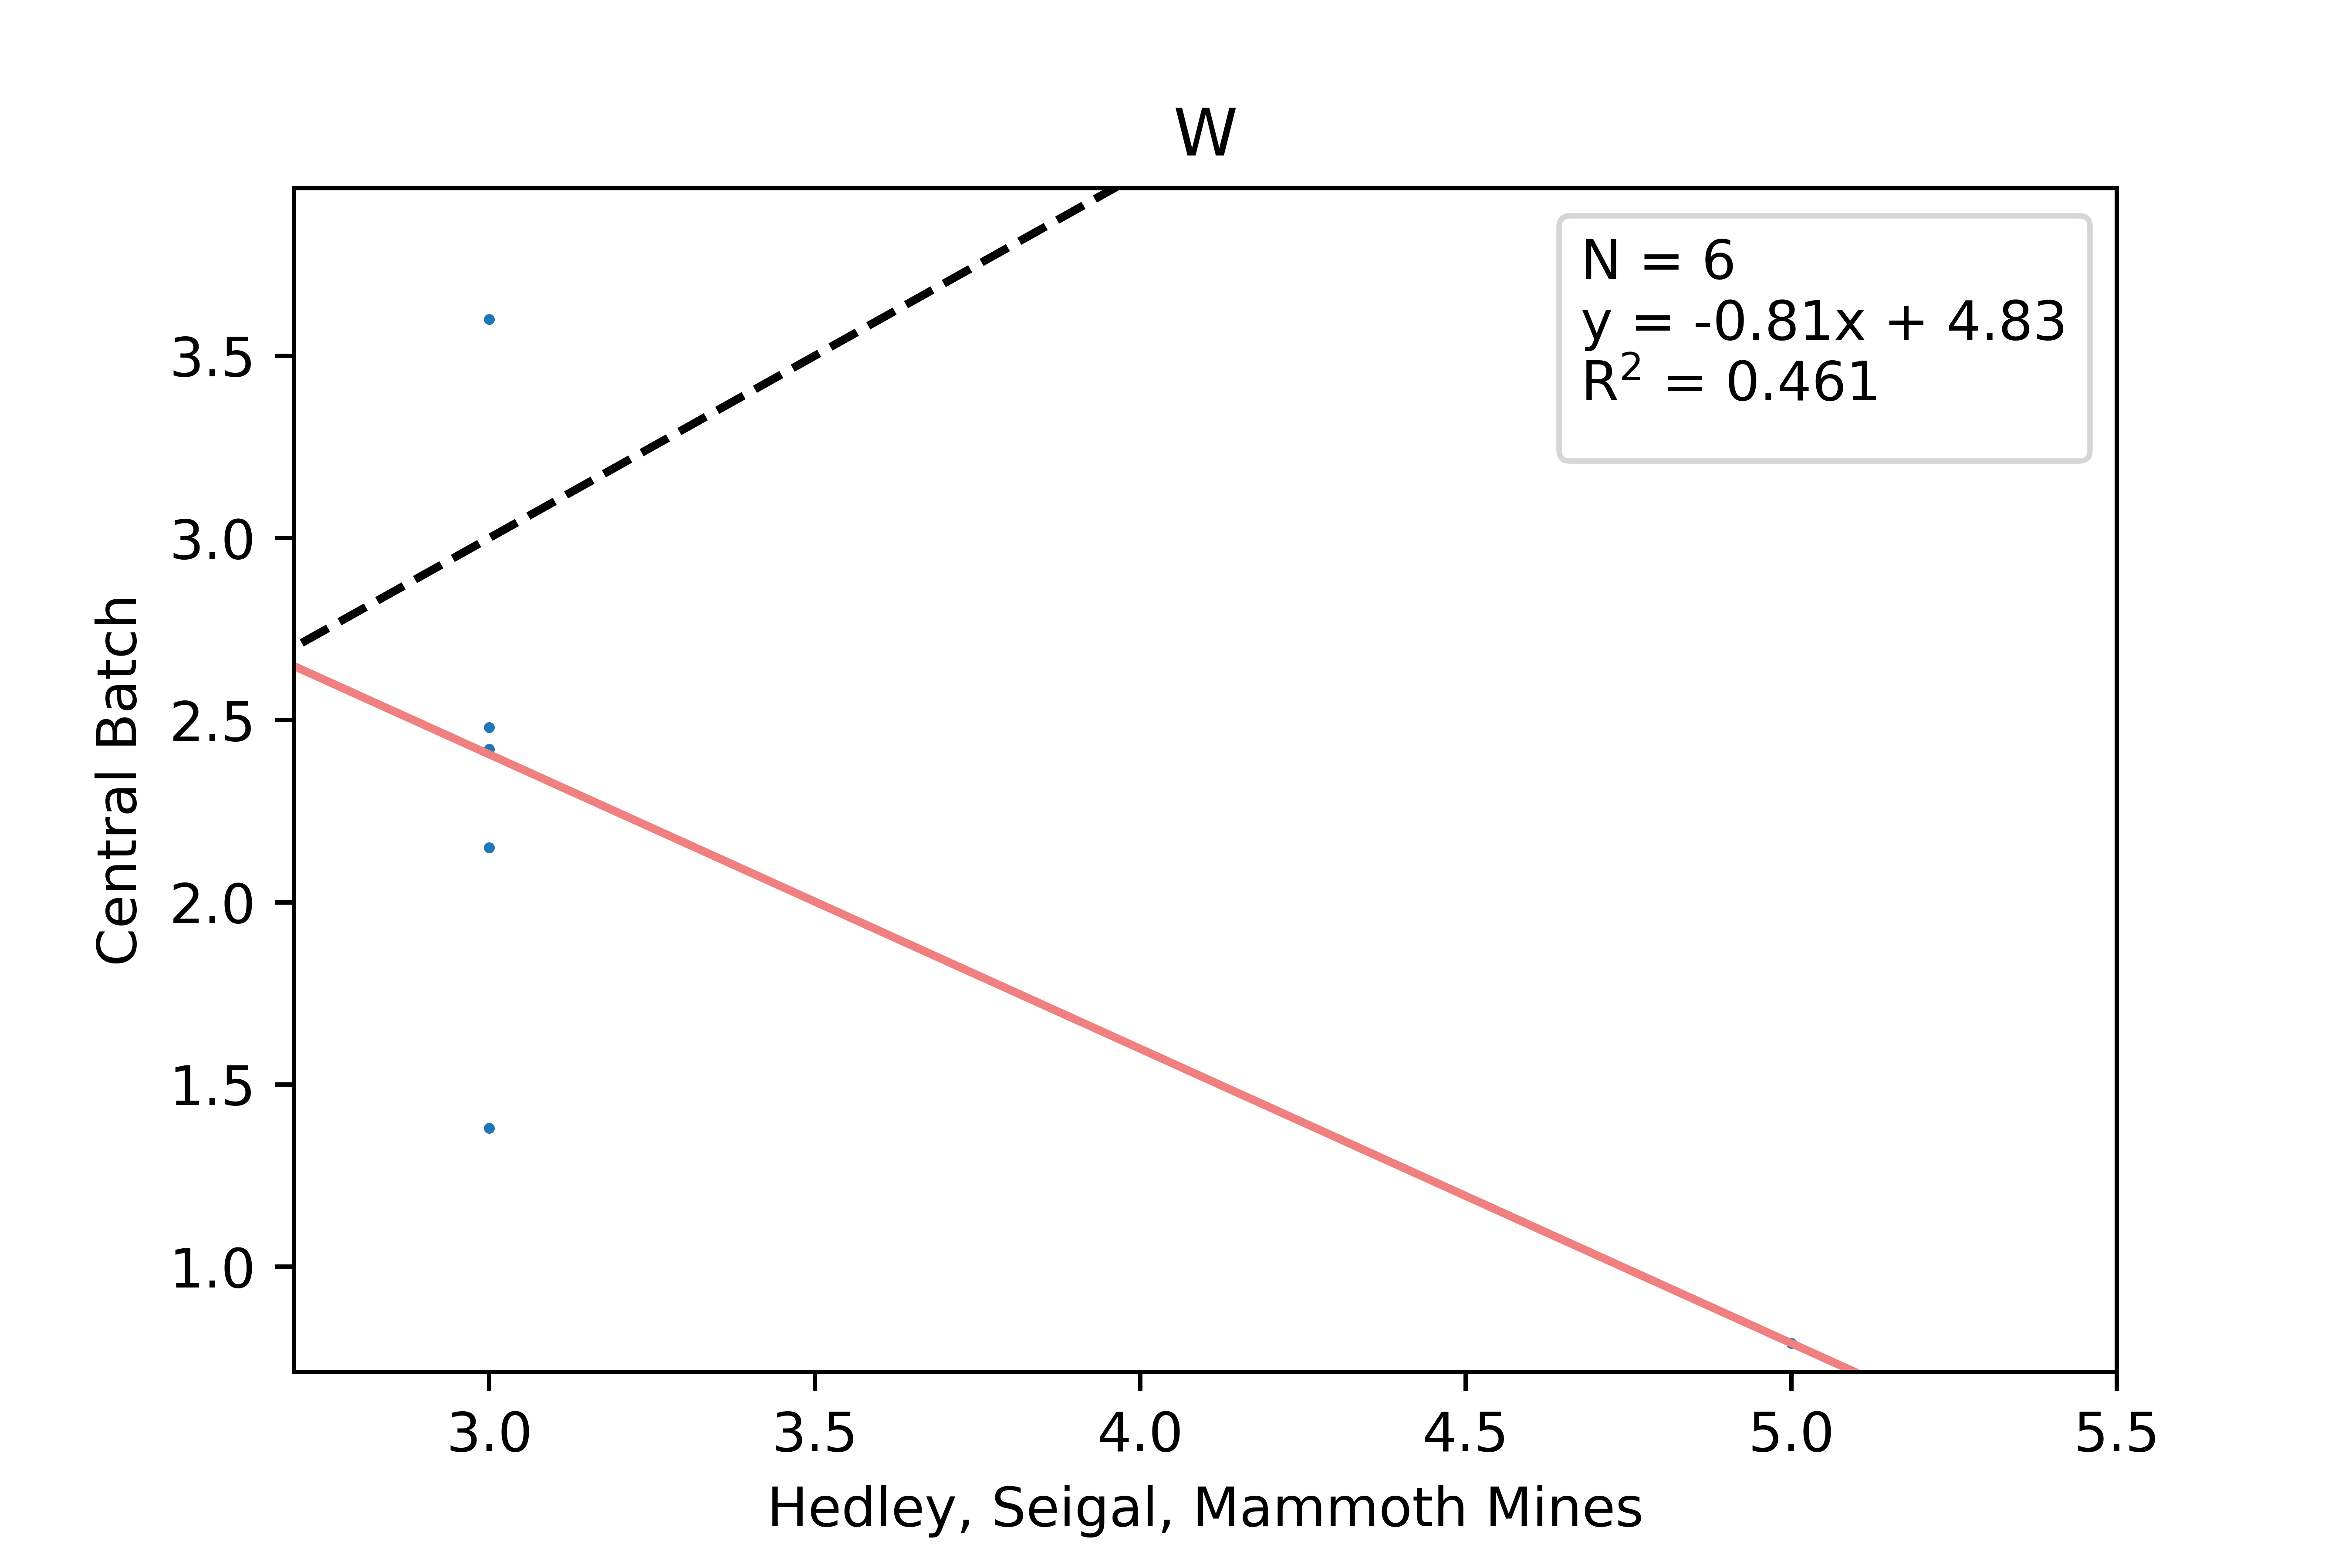 W
N = 6
y = -0.81x + 4.83
R² = 0.461
3.5
3.0
2.5
2.0
1.5
1.0
Central Batch
3.0 3.5 4.0 4.5 5.0 5.5
Hedley, Seigal, Mammoth Mines